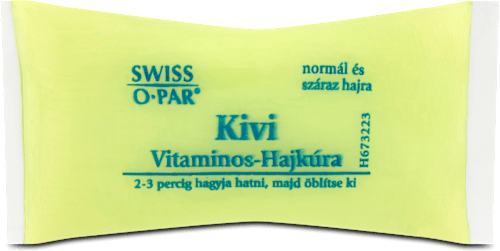 SWISS
O·PAR®
normál és
száraz hajra
Kivi
Vitaminos-Hajkúra
H673223
2-3 percig hagyja hatni, majd öblítse ki